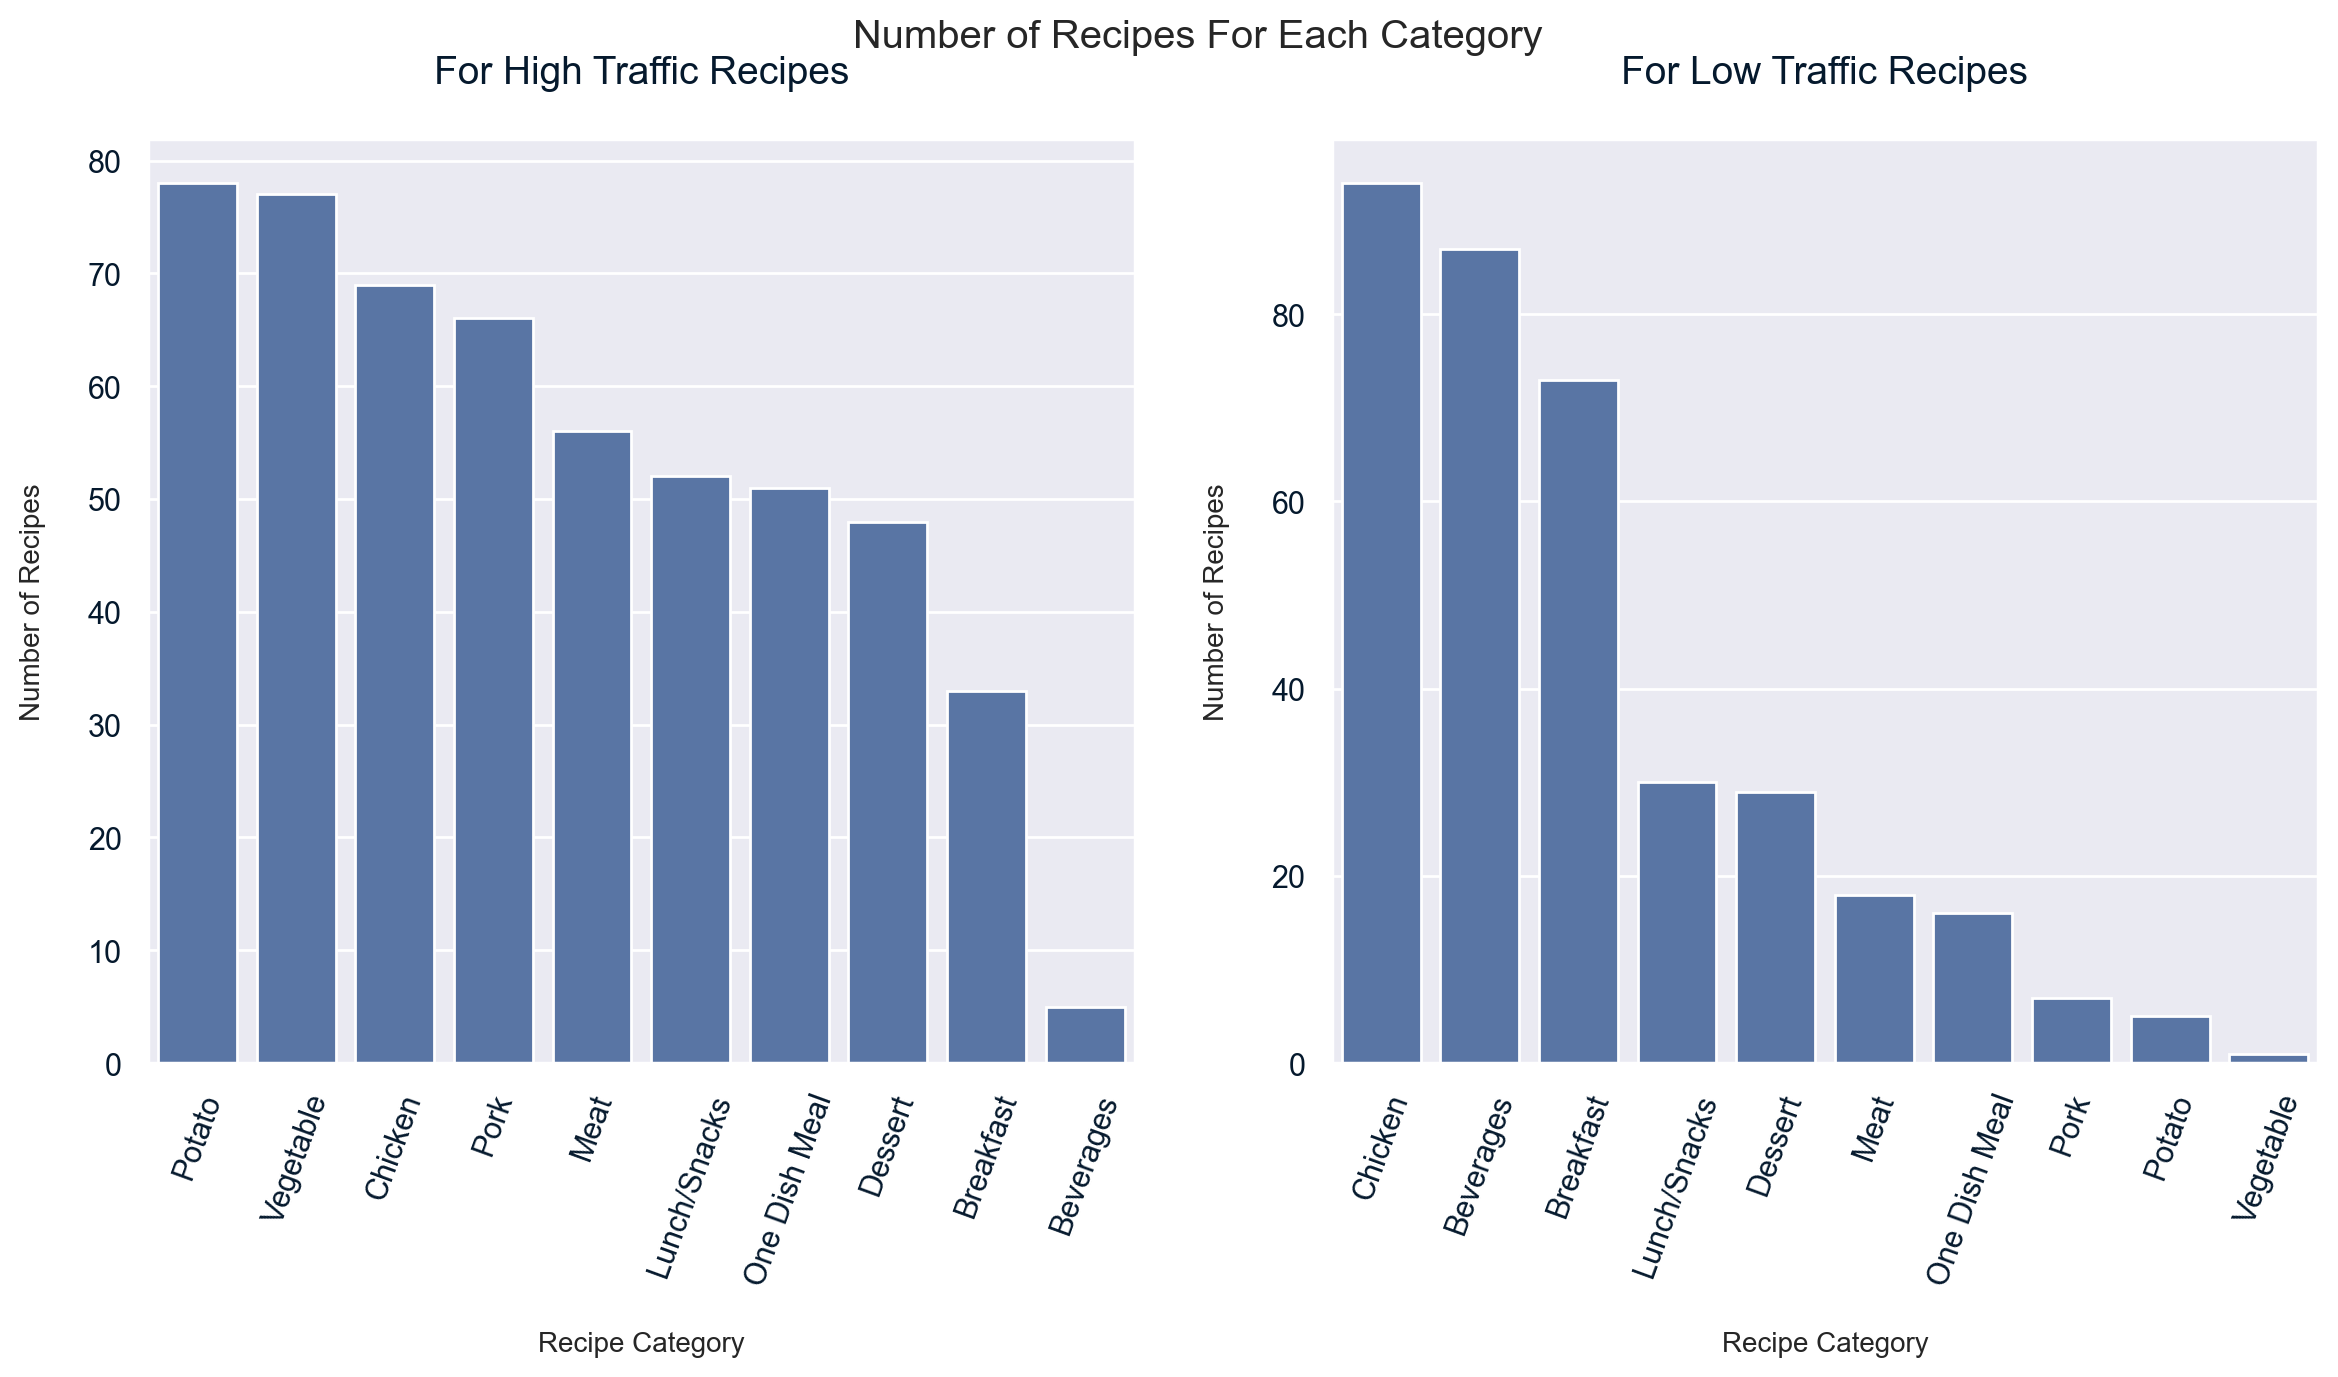 Number of Recipes For Each Category
For High Traffic Recipes
80
70
60
50
40
30
20
10
0
Number of Recipes
Potato
Vegetable
Chicken
Pork
Meat
Lunch/Snacks
One Dish Meal
Dessert
Breakfast
Beverages
Recipe Category
For Low Traffic Recipes
80
60
40
20
0
Number of Recipes
Chicken
Beverages
Breakfast
Lunch/Snacks
Dessert
Meat
One Dish Meal
Pork
Potato
Vegetable
Recipe Category